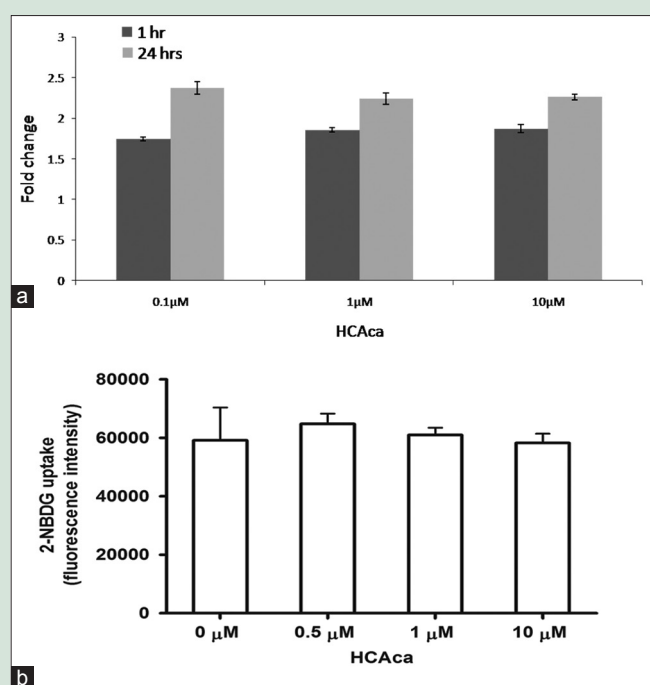 3
2.5
2
1.5
1
0.5
0
Fold change
1 hr
24 hrs
0.1µM
1µM
10µM
HCAca
a
80000
60000
40000
20000
0
2-NBDG uptake
(fluorescence intensity)
0 µM
0.5 µM
1 µM
10 µM
HCAca
b